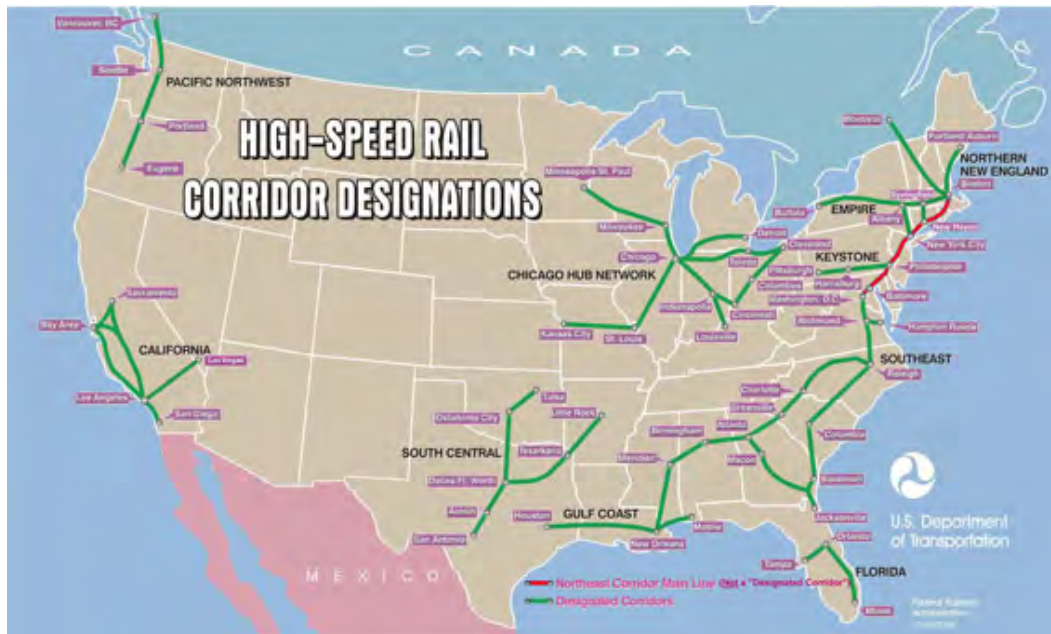 CANADA
Vancouver, BC
Seattle
PACIFIC NORTHWEST
Portland
Eugene
HIGH-SPEED RAIL
CORRIDOR DESIGNATIONS
Minneapolis St. Paul
Milwaukee
Chicago
CHICAGO HUB NETWORK
Detroit
Toledo
Cleveland
Columbus
Indianapolis
Cincinnati
Louisville
Kansas City
St. Louis
Montreal
Portland Auburn
NORTHERN
NEW ENGLAND
Boston
Springfield
Buffalo
EMPIRE
Albany
New Haven
New York City
KEYSTONE
Pittsburgh
Harrisburg
Philadelphia
Washington, D.C.
Baltimore
Richmond
Hampton Roads
SOUTHEAST
Raleigh
Charlotte
Greenville
Atlanta
Birmingham
Macon
Columbia
Savannah
Jacksonville
Sacramento
Bay Area
CALIFORNIA
Las Vegas
Los Angeles
San Diego
Tulsa
Oklahoma City
Little Rock
SOUTH CENTRAL
Texarkana
Dallas Ft. Worth
Austin
San Antonio
Meridian
Houston
GULF COAST
Mobile
New Orleans
Orlando
Tampa
FLORIDA
Miami
MEXICO
U.S. Department
of Transportation
Northeast Corridor Main Line (Not a "Designated Corridor")
Designated Corridors
Federal Railroad
Administration